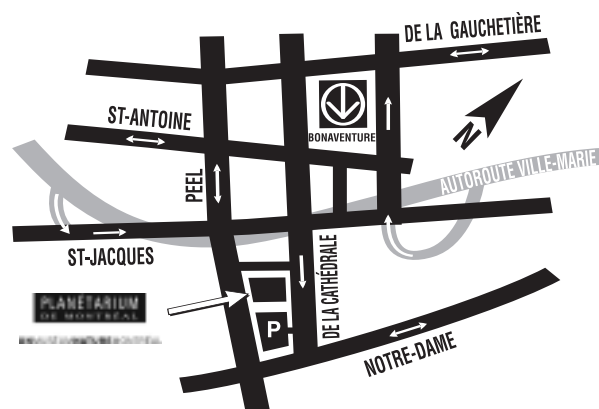 DE LA GAUCHETIÈRE
ST-ANTOINE
BONAVENTURE
N
AUTOROUTE VILLE-MARIE
PEEL
ST-JACQUES
DE LA CATHÉDRALE
PLANÉTARIUM
DE MONTRÉAL
P
NOTRE-DAME